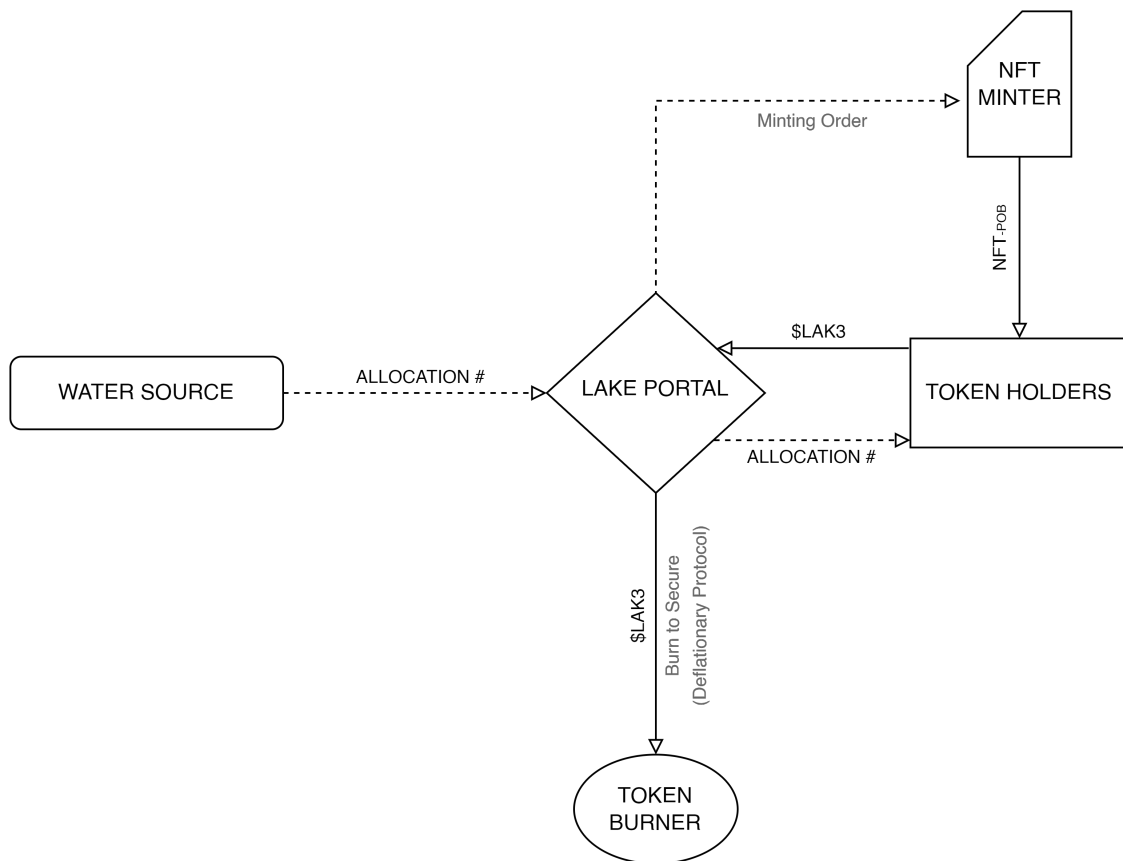 NFT
MINTER
Minting Order
NFT-POB
$LAK3
WATER SOURCE
ALLOCATION #
LAKE PORTAL
TOKEN HOLDERS
ALLOCATION #
$LAK3
Burn to Secure
(Deflationary Protocol)
TOKEN
BURNER